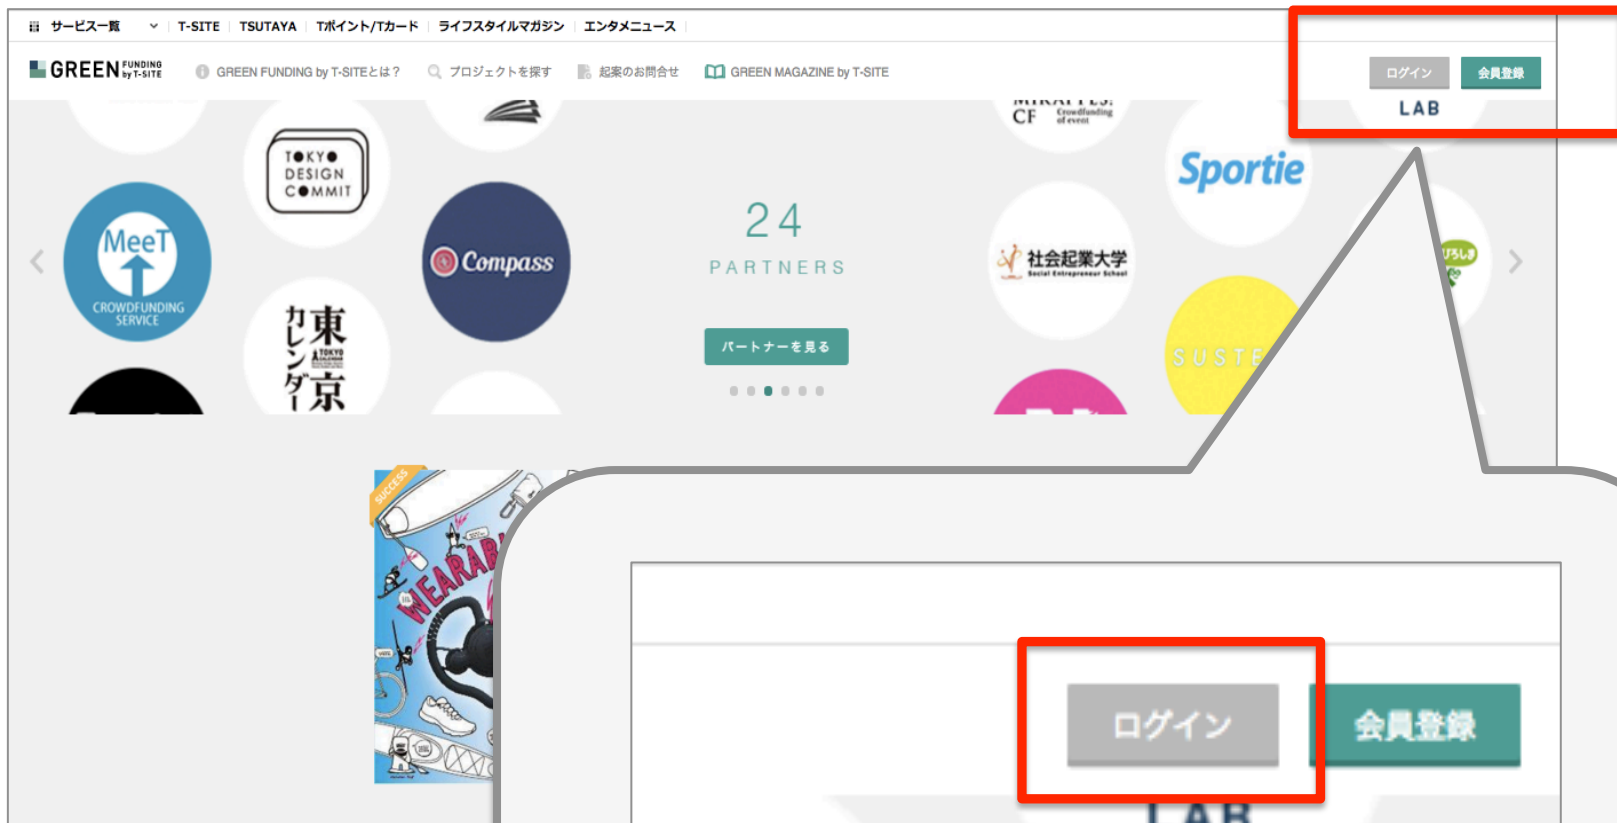 サービス一覧 T-SITE TSUTAYA Tポイント/Tカード ライフスタイルマガジン エンタメニュース
GREEN FUNDING by T-SITE GREEN FUNDING by T-SITEとは？ プロジェクトを探す 起案のお問合せ GREEN MAGAZINE by T-SITE ログイン 会員登録
CF Crowdfunding of event
LAB
TOKYO
DESIGN
COMMIT
Sportie
MeeT
CROWDFUNDING
SERVICE
Compass
24
PARTNERS
社会起業大学
Social Entrepreneur School
東京カレンダー
TOKYO
パートナーを見る
SUSTE
SUCCESS
WEARAB
ログイン 会員登録
LAB